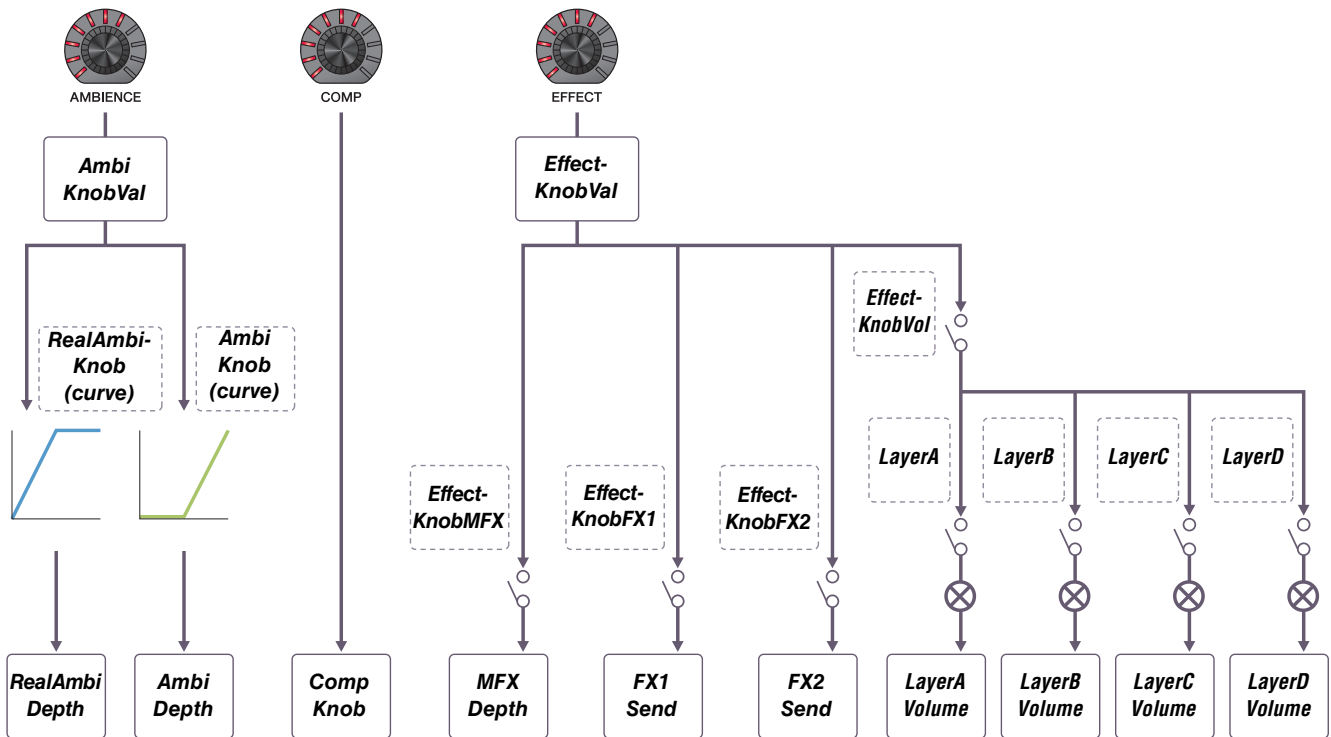 AMBIENCE
COMP
EFFECT
Ambi
KnobVal
Effect-
KnobVal
Effect-
KnobVol
RealAmbi-
Knob
(curve)
Ambi
Knob
(curve)
LayerA
LayerB
LayerC
LayerD
Effect-
KnobMFX
Effect-
KnobFX1
Effect-
KnobFX2
RealAmbi
Depth
Ambi
Depth
Comp
Knob
MFX
Depth
FX1
Send
FX2
Send
LayerA
Volume
LayerB
Volume
LayerC
Volume
LayerD
Volume